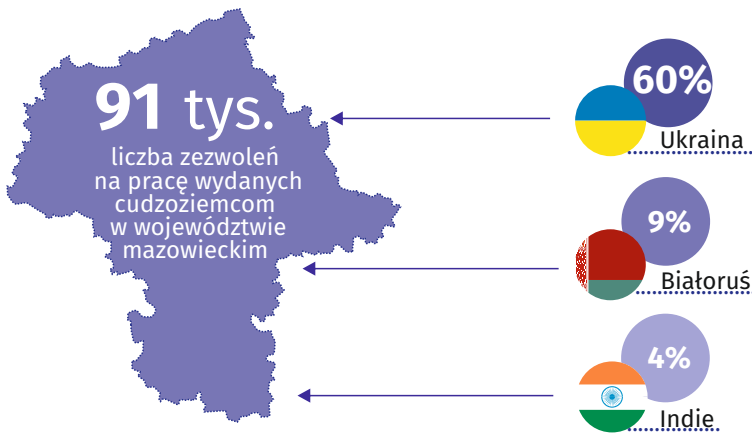 91 tys.
liczba zezwoleń
na pracę wydanych
cudzoziemcom
w województwie
mazowieckim
60%
Ukraina
9%
Białoruś
4%
Indie